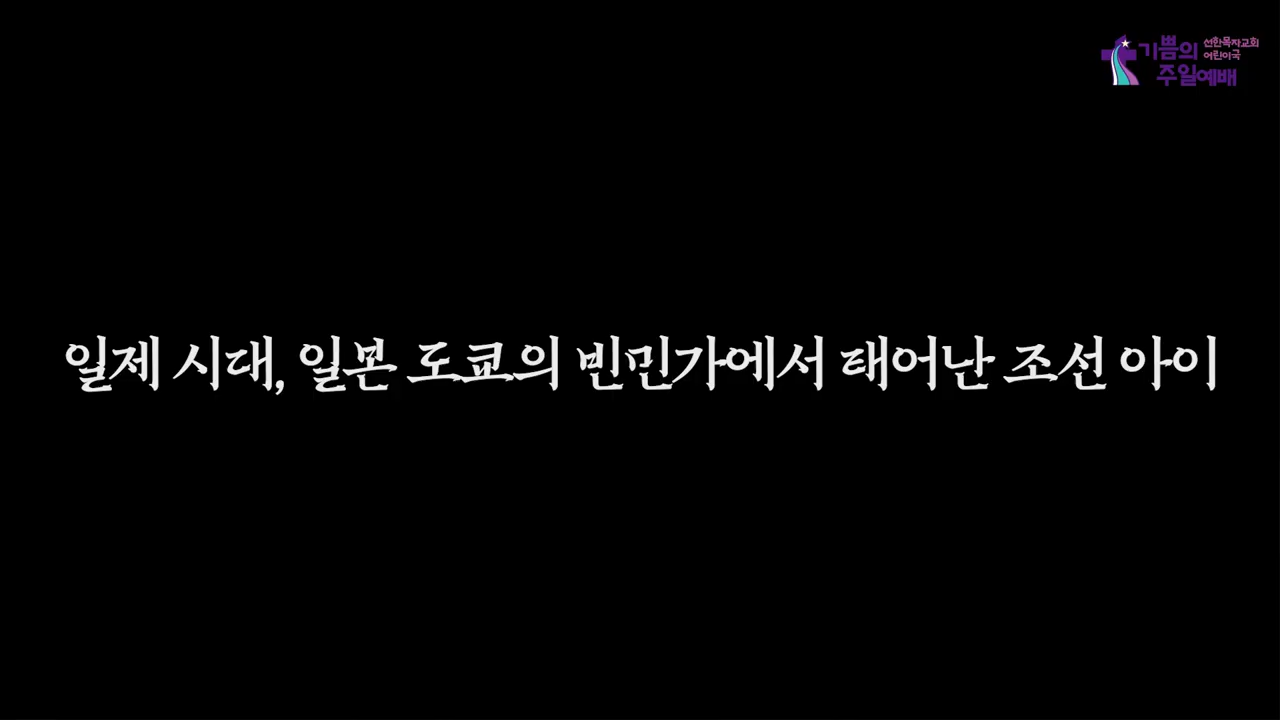 기쁨의
주일예배
선한목자교회
어린이국
일제 시대, 일본 도쿄의 빈민가에서 태어난 조선 아이